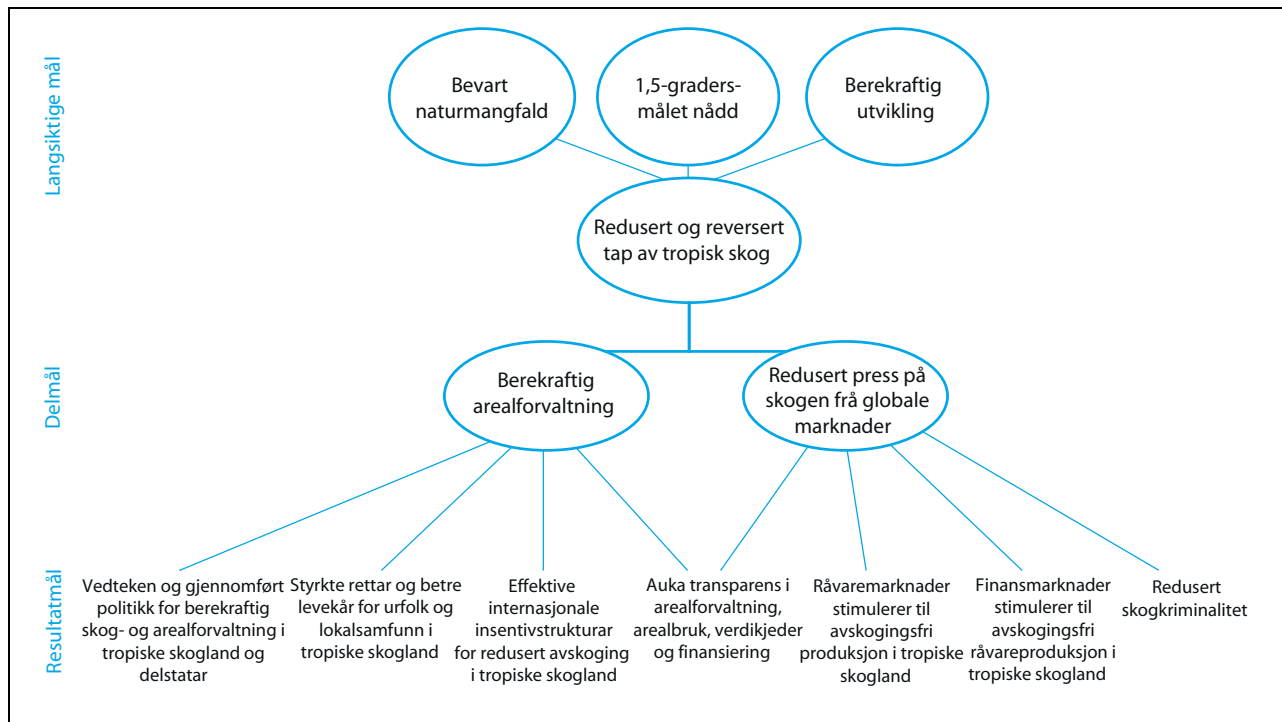 Langsiktige mål
Bevart
naturmangfald
1,5-graders-
målet nådd
Berekraftig
utvikling
Redusert og reversert
tap av tropisk skog
Delmål
Berekraftig
arealforvaltning
Redusert press på
skogen frå globale
marknader
Resultatmål
Vedteken og gjennomført
politikk for berekraftig
skog- og arealforvaltning i
tropiske skogland og
delstatar
Styrkte rettar og betre
levekår for urfolk og
lokalsamfunn i
tropiske skogland
Effektive
internasjonale
insentivstrukturar
for redusert avskoging
i tropiske skogland
Auka transparens i
arealforvaltning,
arealbruk, verdikjeder
og finansiering
Råvaremarknader
stimulerer til
avskogingsfri
produksjon i tropiske
skogland
Finansmarknader
stimulerer til
avskogingsfri
råvareproduksjon i
tropiske skogland
Redusert
skogkriminalitet